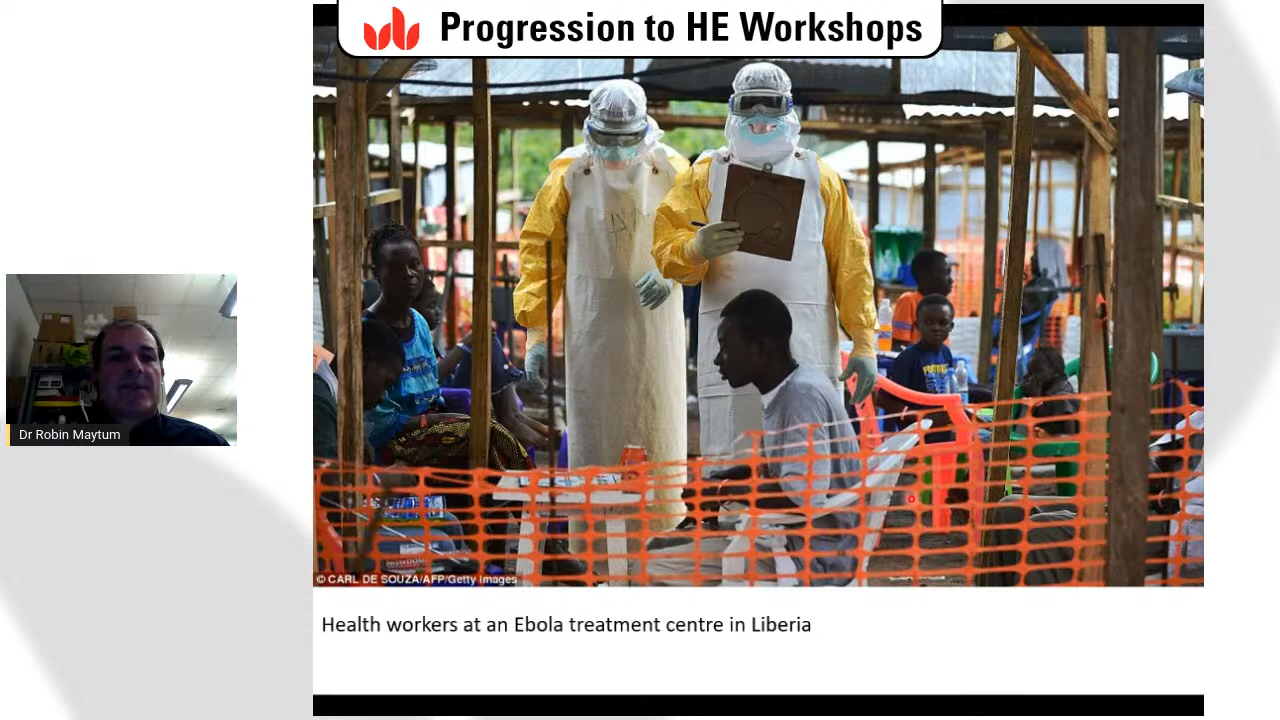 Progression to HE Workshops
Dr Robin Maytum
© CARL DE SOUZA/AFP/Getty Images
Health workers at an Ebola treatment centre in Liberia